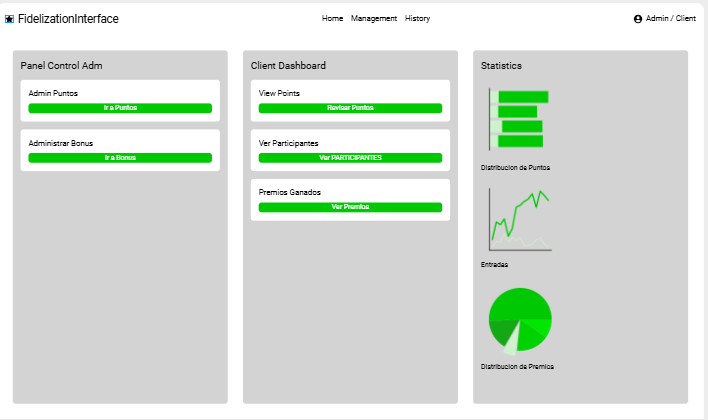 FidelizationInterface
Home Management History
Admin / Client
Panel Control Adm
Admin Puntos
Ir a Puntos
Administrar Bonus
Ir a Bonus
Client Dashboard
View Points
Revisar Puntos
Ver Participantes
Ver PARTICIPANTES
Premios Ganados
Ver Premios
Statistics
Distribucion de Puntos
Entradas
Distribucion de Premios